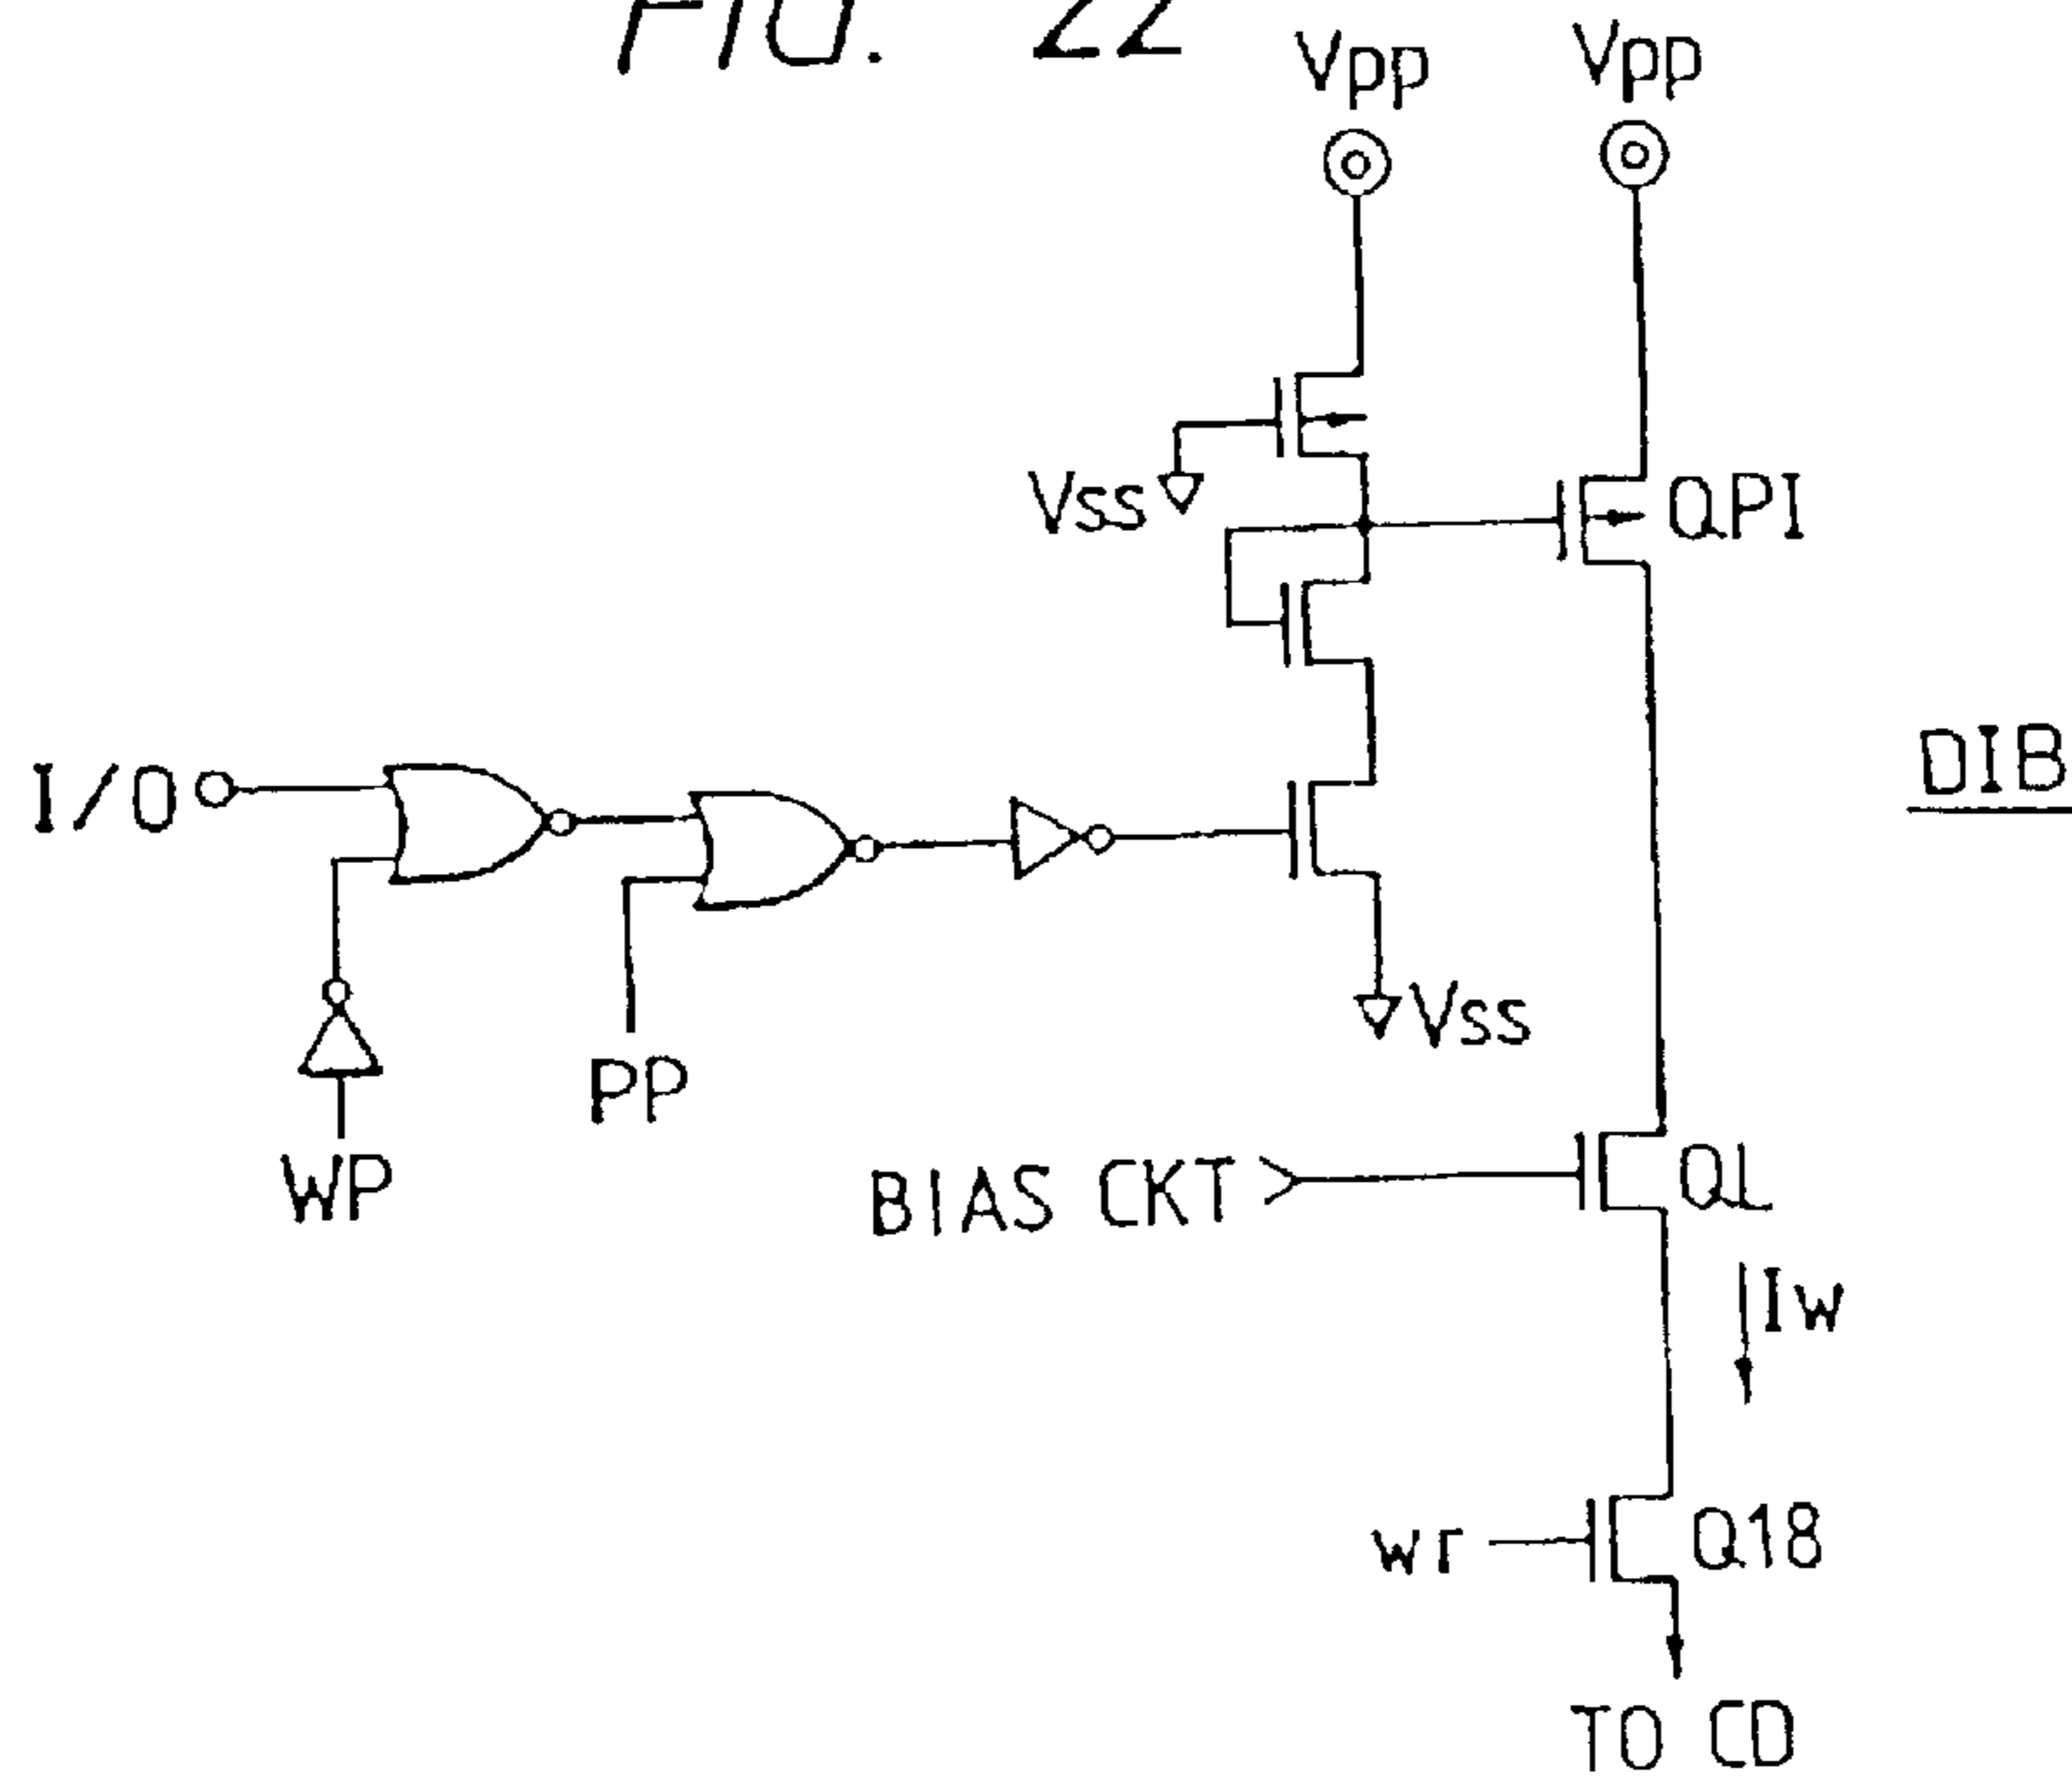 FIG. 22
Vpp
Vpp
Vss
QPI
I/O
DIB
Vss
PP
WP
BIAS CKT
QL
Iw
wr
Q18
TO CD